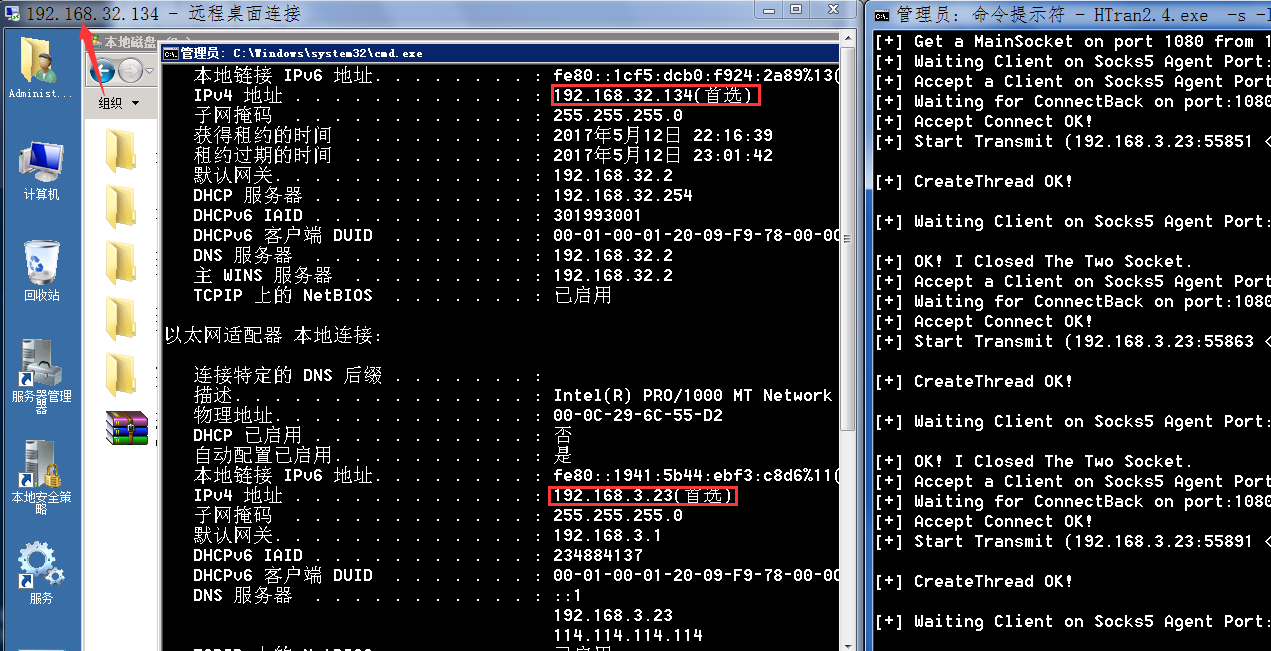 192.168.32.134 - 远程桌面连接
Administ...
计算机
回收站
服务器管理器
本地安全策略
服务
本地磁盘
组织
管理员: C:\Windows\system32\cmd.exe
本地链接 IPv6 地址. . . . . . . . : fe80::1cf5:dcb0:f924:2a89%13(
IPv4 地址 . . . . . . . . . . . . : 192.168.32.134(首选)
子网掩码 . . . . . . . . . . . . : 255.255.255.0
获得租约的时间 . . . . . . . . . : 2017年5月12日 22:16:39
租约过期的时间 . . . . . . . . . : 2017年5月12日 23:01:42
默认网关. . . . . . . . . . . . . : 192.168.32.2
DHCP 服务器 . . . . . . . . . . . : 192.168.32.254
DHCPv6 IAID . . . . . . . . . . . : 301993001
DHCPv6 客户端 DUID . . . . . . . : 00-01-00-01-20-09-F9-78-00-0C
DNS 服务器 . . . . . . . . . . . : 192.168.32.2
主 WINS 服务器 . . . . . . . . . : 192.168.32.2
TCPIP 上的 NetBIOS . . . . . . . : 已启用
以太网适配器 本地连接:
连接特定的 DNS 后缀 . . . . . . . :
描述. . . . . . . . . . . . . . . : Intel(R) PRO/1000 MT Network
物理地址. . . . . . . . . . . . . : 00-0C-29-6C-55-D2
DHCP 已启用 . . . . . . . . . . . : 否
自动配置已启用. . . . . . . . . . : 是
本地链接 IPv6 地址. . . . . . . . : fe80::1941:5b44:ebf3:c8d6%11(
IPv4 地址 . . . . . . . . . . . . : 192.168.3.23(首选)
子网掩码 . . . . . . . . . . . . : 255.255.255.0
默认网关. . . . . . . . . . . . . : 192.168.3.1
DHCPv6 IAID . . . . . . . . . . . : 234884137
DHCPv6 客户端 DUID . . . . . . . : 00-01-00-01-20-09-F9-78-00-0C
DNS 服务器 . . . . . . . . . . . : ::1
192.168.3.23
114.114.114.114
TCPIP 上的 NetBIOS . . . . . . . : 已启用
管理员: 命令提示符 - HTran2.4.exe -s -l
[+] Get a MainSocket on port 1080 from 1
[+] Waiting Client on Socks5 Agent Port:
[+] Accept a Client on Socks5 Agent Port
[+] Waiting for ConnectBack on port:1080
[+] Accept Connect OK!
[+] Start Transmit (192.168.3.23:55851 <
[+] CreateThread OK!
[+] Waiting Client on Socks5 Agent Port:
[+] OK! I Closed The Two Socket.
[+] Accept a Client on Socks5 Agent Port
[+] Waiting for ConnectBack on port:1080
[+] Accept Connect OK!
[+] Start Transmit (192.168.3.23:55863 <
[+] CreateThread OK!
[+] Waiting Client on Socks5 Agent Port:
[+] OK! I Closed The Two Socket.
[+] Accept a Client on Socks5 Agent Port
[+] Waiting for ConnectBack on port:1080
[+] Accept Connect OK!
[+] Start Transmit (192.168.3.23:55891 <
[+] CreateThread OK!
[+] Waiting Client on Socks5 Agent Port: